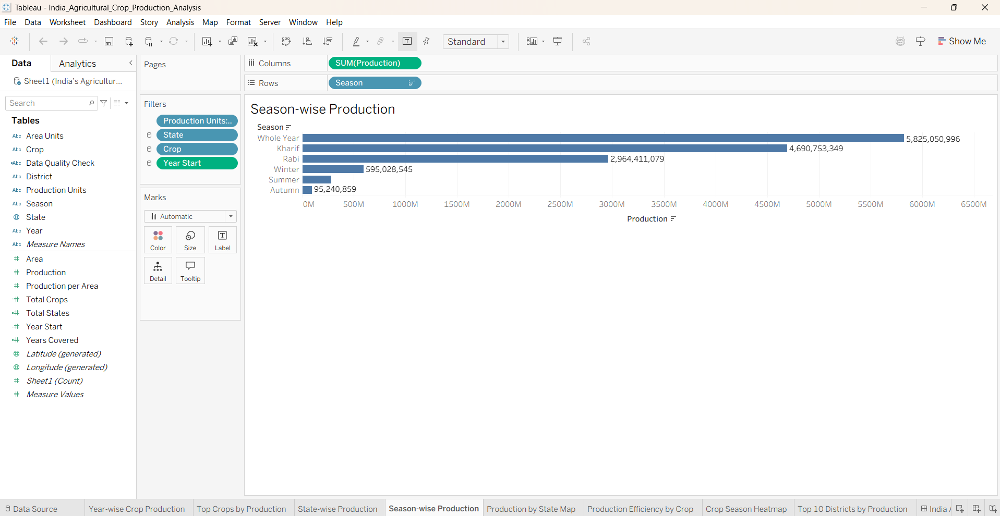 Tableau - India_Agricultural_Crop_Production_Analysis
File Data Worksheet Dashboard Story Analysis Map Format Server Window Help
Standard
Show Me
Data Analytics
Sheet1 (India's Agricultur...
Search
Tables
Abc Area Units
Abc Crop
=Abc Data Quality Check
Abc District
Abc Production Units
Abc Season
State
Abc Year
Abc Measure Names
# Area
# Production
# Production per Area
=# Total Crops
=# Total States
=# Year Start
=# Years Covered
Latitude (generated)
Longitude (generated)
# Sheet1 (Count)
# Measure Values
Pages
Filters
Production Units:..
State
Crop
Year Start
Marks
Automatic
Color Size Label
Detail Tooltip
Columns SUM(Production)
Rows Season
Season-wise Production
Season
Whole Year 5,825,050,996
Kharif 4,690,753,349
Rabi 2,964,411,079
Winter 595,028,545
Summer
Autumn 95,240,859
0M 500M 1000M 1500M 2000M 2500M 3000M 3500M 4000M 4500M 5000M 5500M 6000M 6500M
Production
Data Source Year-wise Crop Production Top Crops by Production State-wise Production Season-wise Production Production by State Map Production Efficiency by Crop Crop Season Heatmap Top 10 Districts by Production India